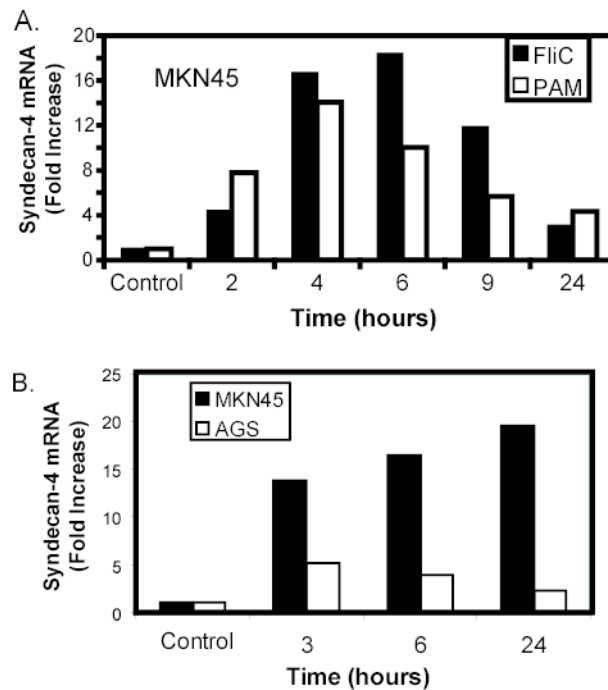 A.
Syndecan-4 mRNA
(Fold Increase)
20
16
12
8
4
0
MKN45
FliC
PAM
Control 2 4 6 9 24
Time (hours)
B.
Syndecan-4 mRNA
(Fold Increase)
25
20
15
10
5
0
MKN45
AGS
Control 3 6 24
Time (hours)